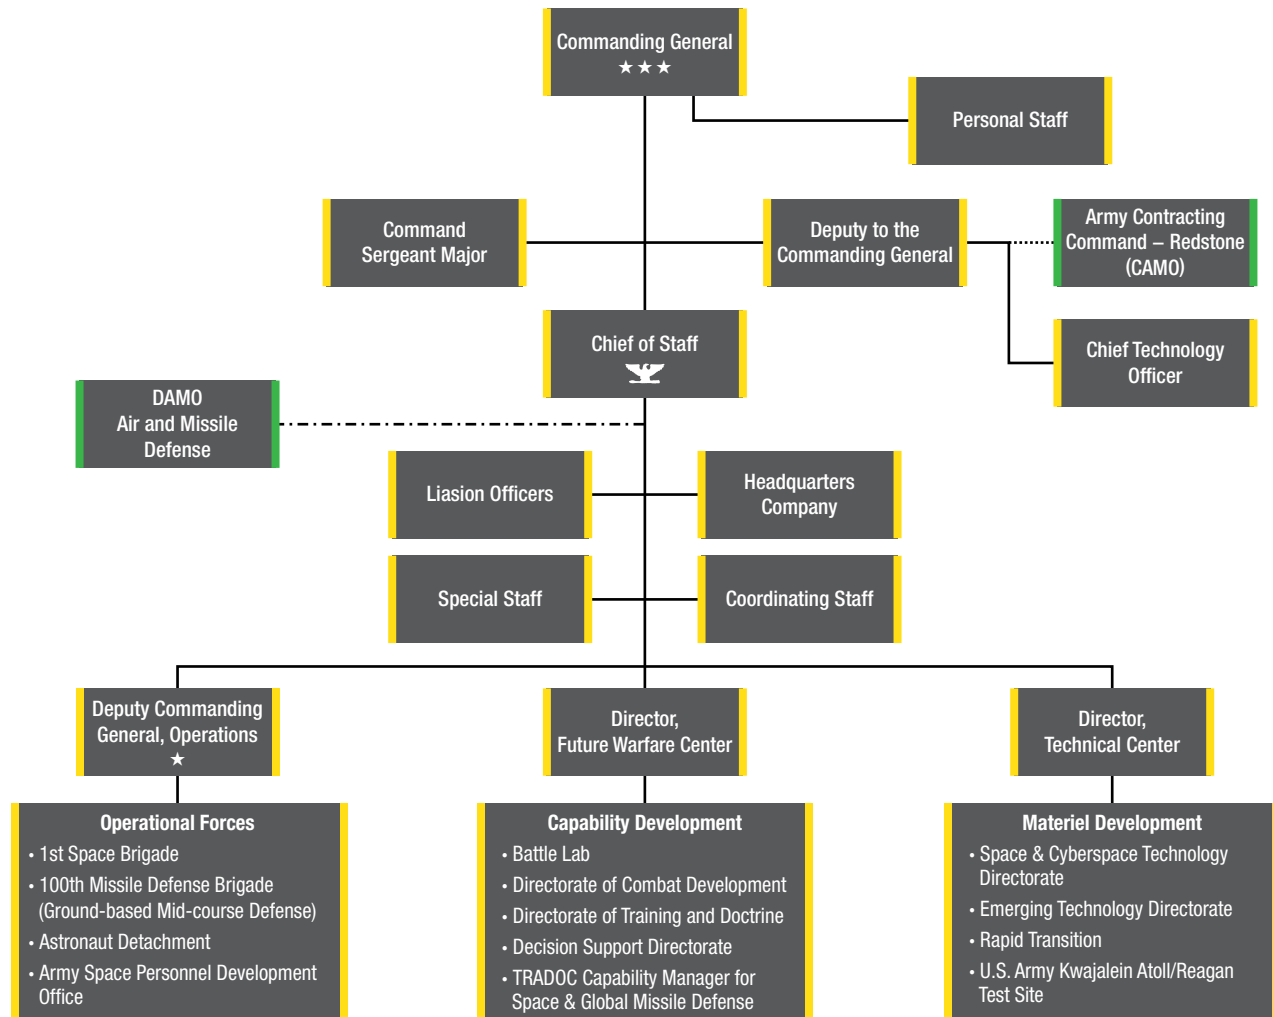 Commanding General
★ ★ ★
Personal Staff
Command
Sergeant Major
Deputy to the
Commanding General
Army Contracting
Command – Redstone
(CAMO)
Chief of Staff
Chief Technology
Officer
DAMO
Air and Missile
Defense
Liasion Officers
Headquarters
Company
Special Staff
Coordinating Staff
Deputy Commanding
General, Operations
★
Director,
Future Warfare Center
Director,
Technical Center
Operational Forces
• 1st Space Brigade
• 100th Missile Defense Brigade
(Ground-based Mid-course Defense)
• Astronaut Detachment
• Army Space Personnel Development
Office
Capability Development
• Battle Lab
• Directorate of Combat Development
• Directorate of Training and Doctrine
• Decision Support Directorate
• TRADOC Capability Manager for
Space & Global Missile Defense
Materiel Development
• Space & Cyberspace Technology
Directorate
• Emerging Technology Directorate
• Rapid Transition
• U.S. Army Kwajalein Atoll/Reagan
Test Site